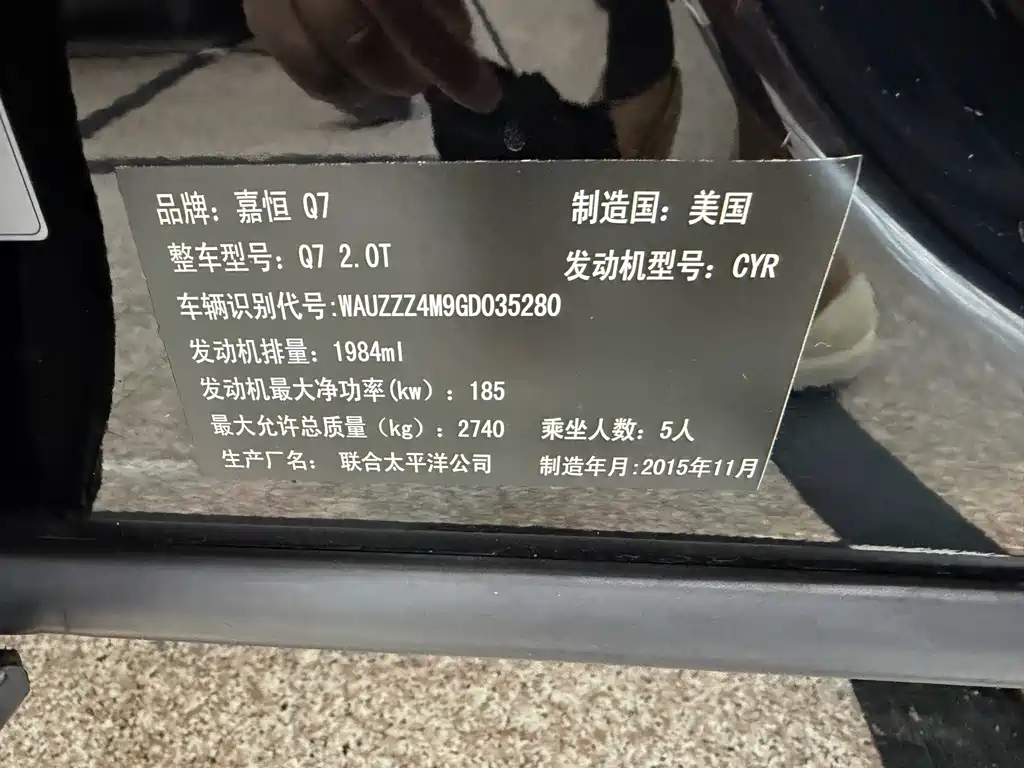 品牌：嘉恒 Q7 制造国：美国
整车型号：Q7 2.0T 发动机型号：CYR
车辆识别代号:WAUZZZ4M9GD035280
发动机排量：1984ml
发动机最大净功率(kw）：185
最大允许总质量（kg）：2740 乘坐人数：5人
生产厂名： 联合太平洋公司 制造年月:2015年11月